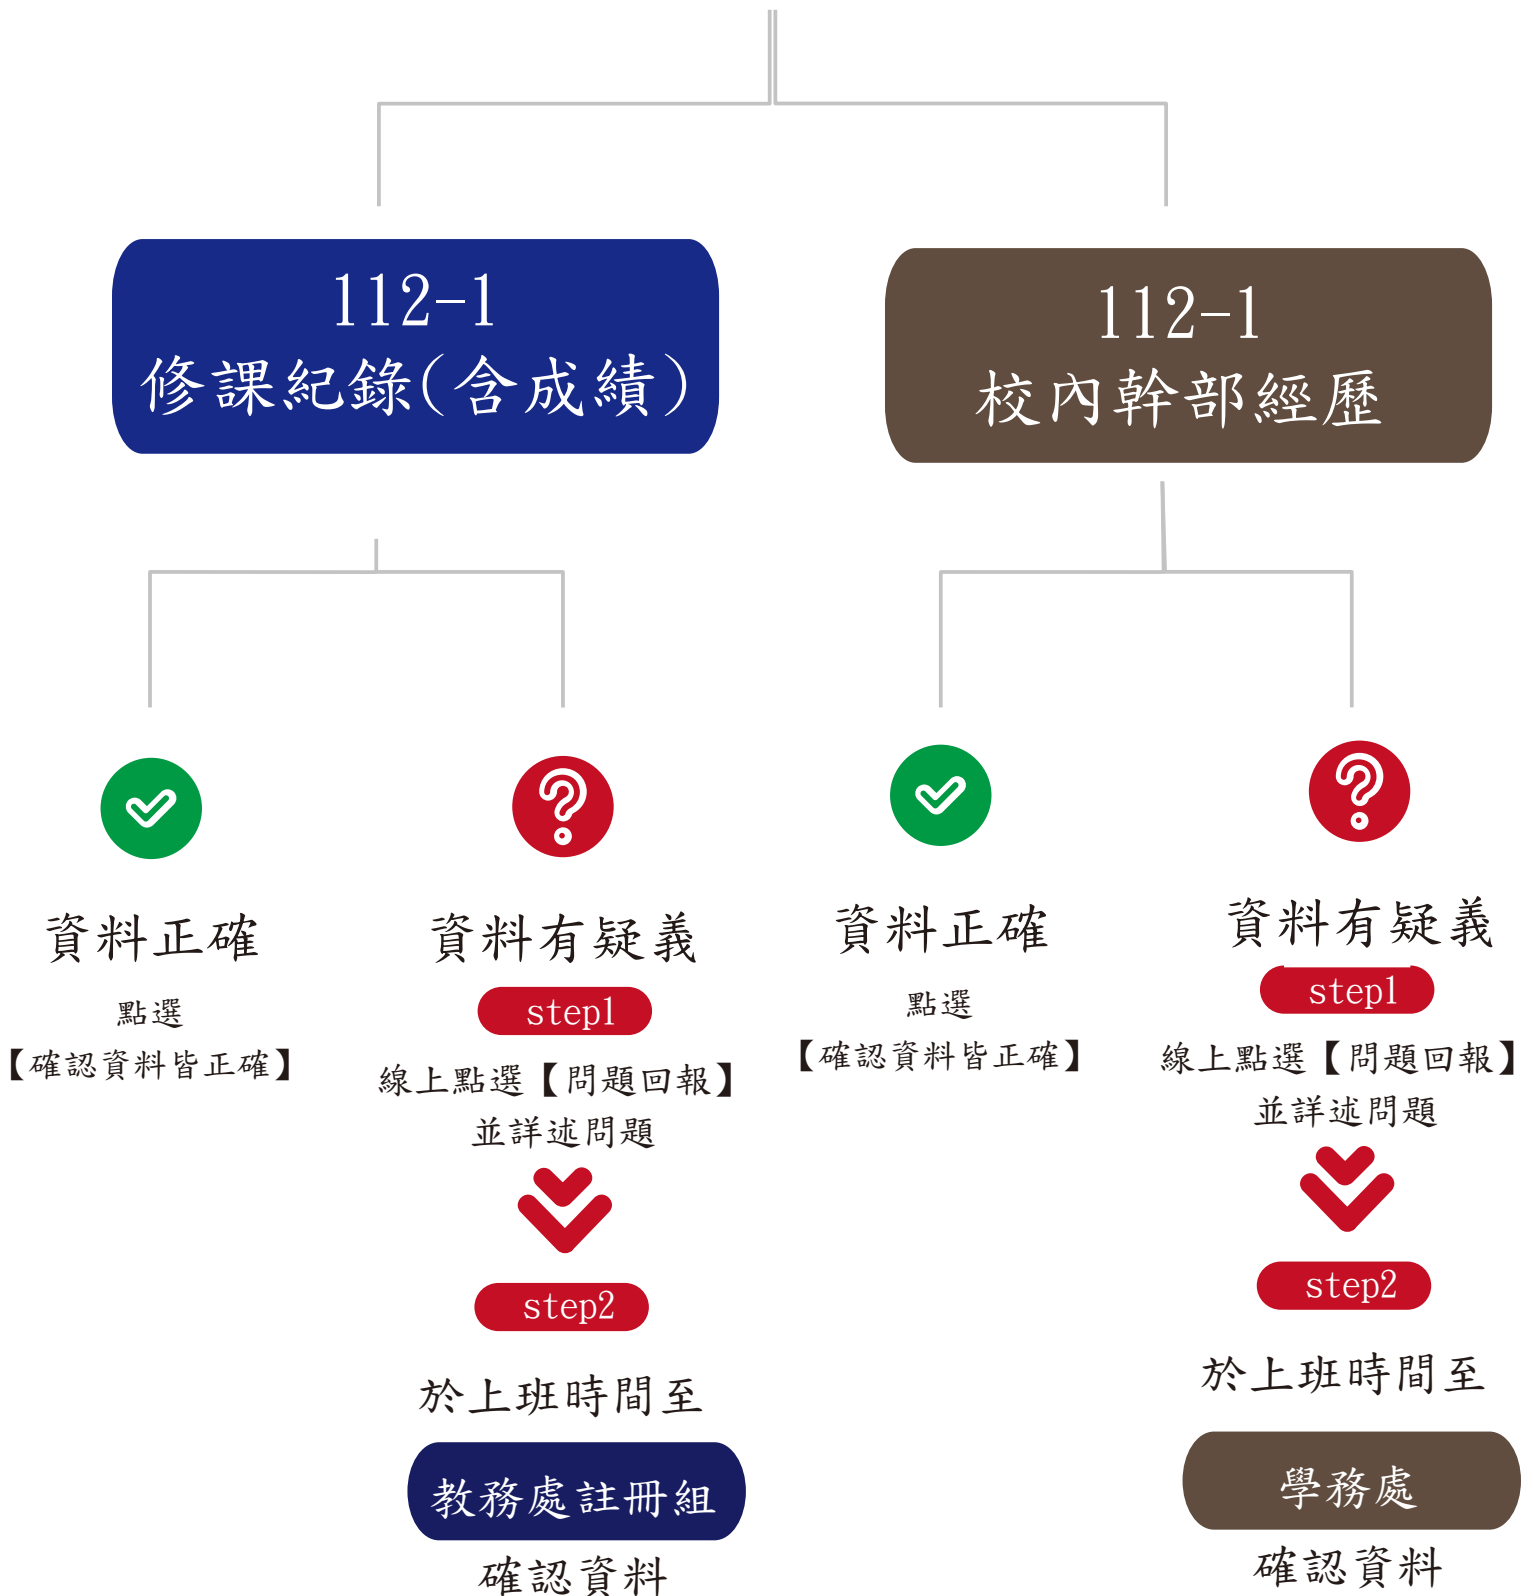 112-1
修課紀錄(含成績)
112-1
校內幹部經歷
資料正確
點選
【確認資料皆正確】
資料有疑義
step1
線上點選【問題回報】
並詳述問題
step2
於上班時間至
教務處註冊組
確認資料
資料正確
點選
【確認資料皆正確】
資料有疑義
step1
線上點選【問題回報】
並詳述問題
step2
於上班時間至
學務處
確認資料